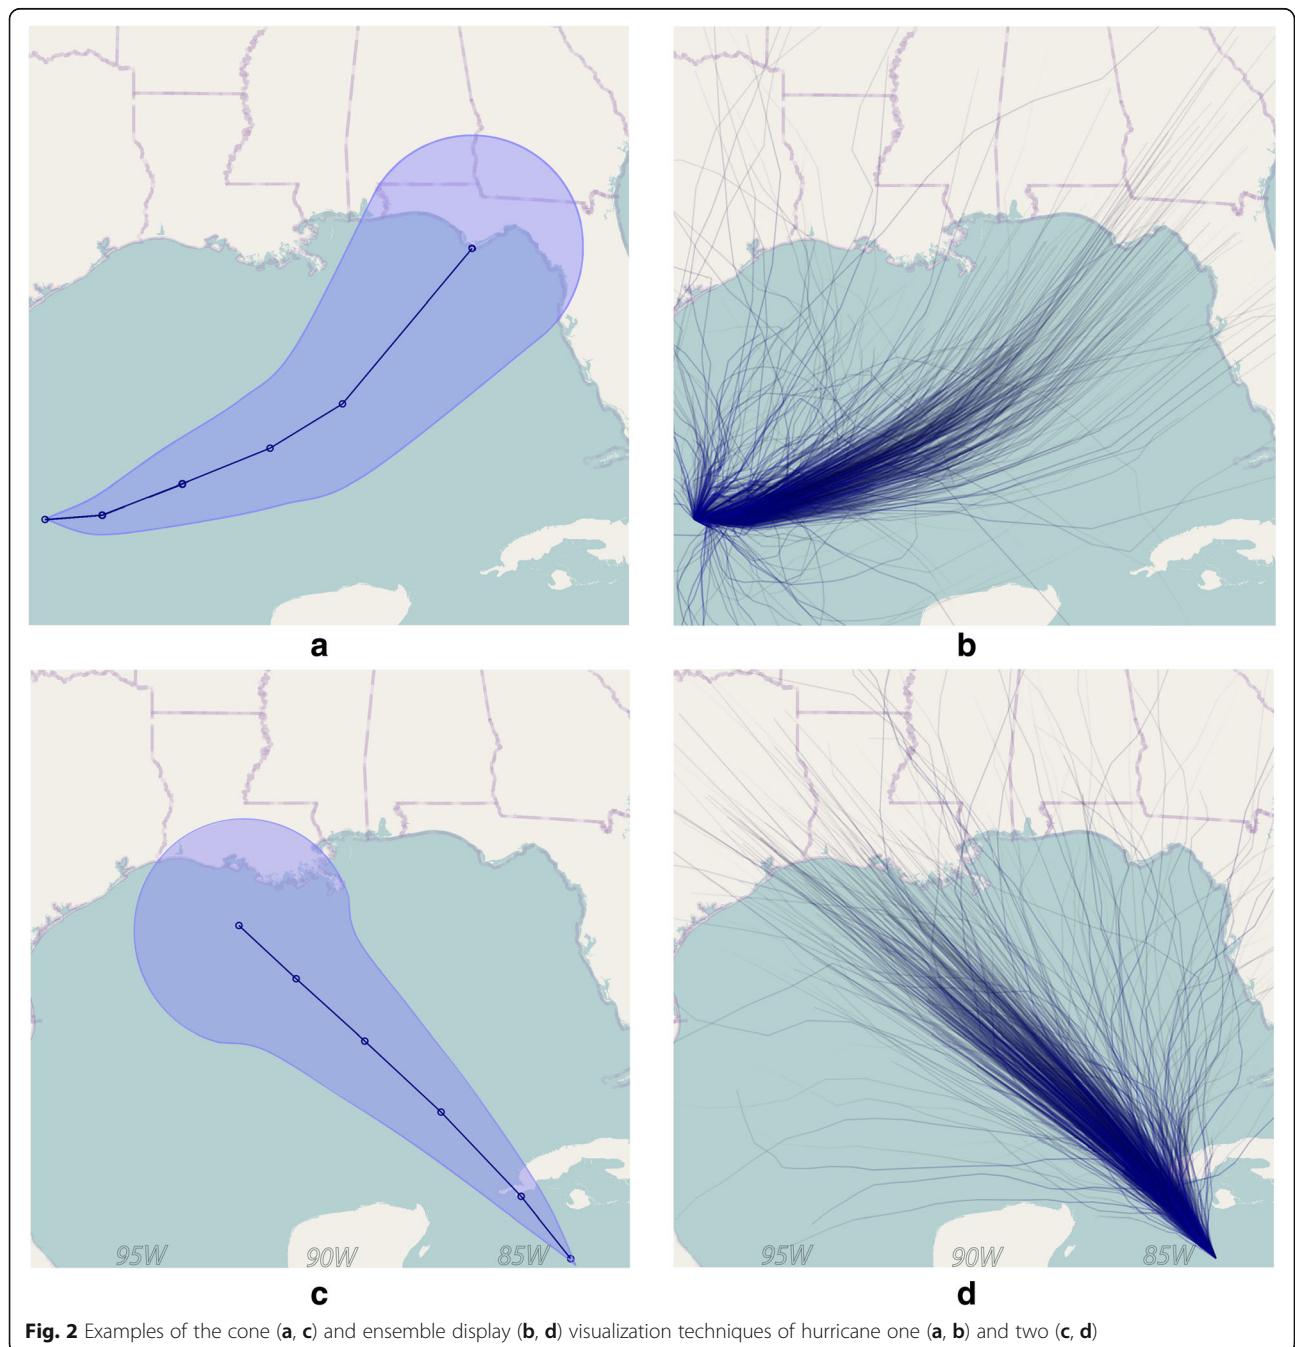 a
b
95W
90W
85W
95W
90W
85W
c
d
Fig. 2 Examples of the cone (a, c) and ensemble display (b, d) visualization techniques of hurricane one (a, b) and two (c, d)